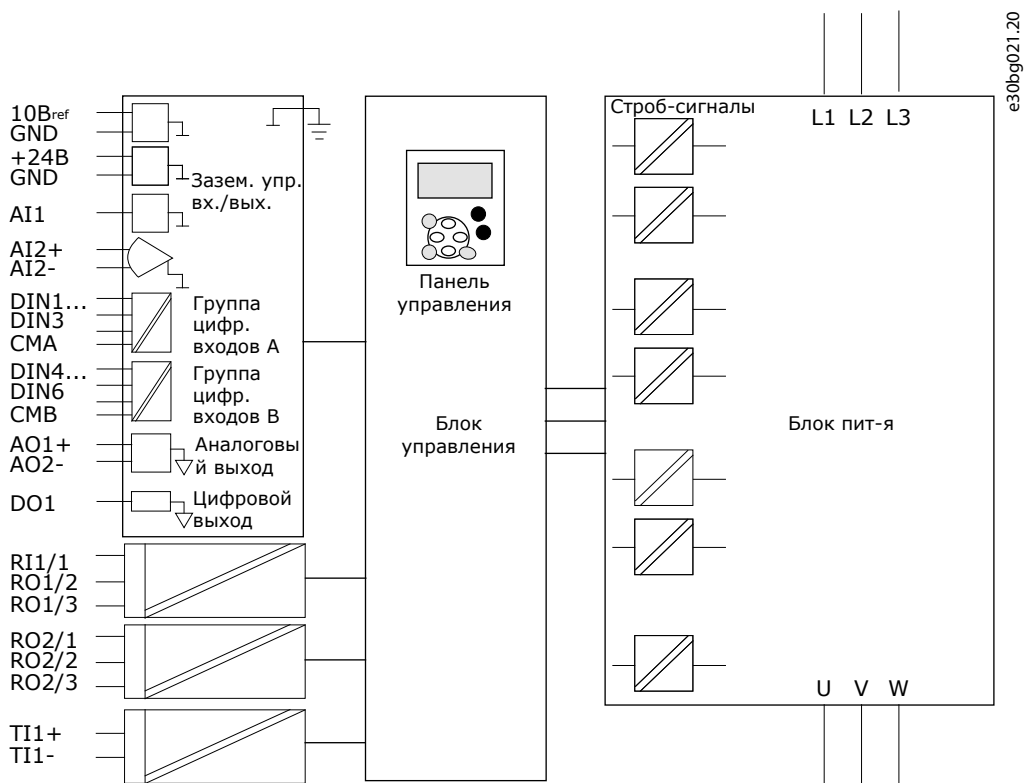 e30bg021.20
10Вref
GND
+24В
GND
AI1
AI2+
AI2-
DIN1...
DIN3
CMA
DIN4...
DIN6
CMB
AO1+
AO2-
DO1
RI1/1
RO1/2
RO1/3
RO2/1
RO2/2
RO2/3
TI1+
TI1-
Зазем. упр.
вх./вых.
Группа
цифр.
входов A
Группа
цифр.
входов B
Аналоговы
й выход
Цифровой
выход
Панель
управления
Блок
управления
Строб-сигналы
L1 L2 L3
Блок пит-я
U V W